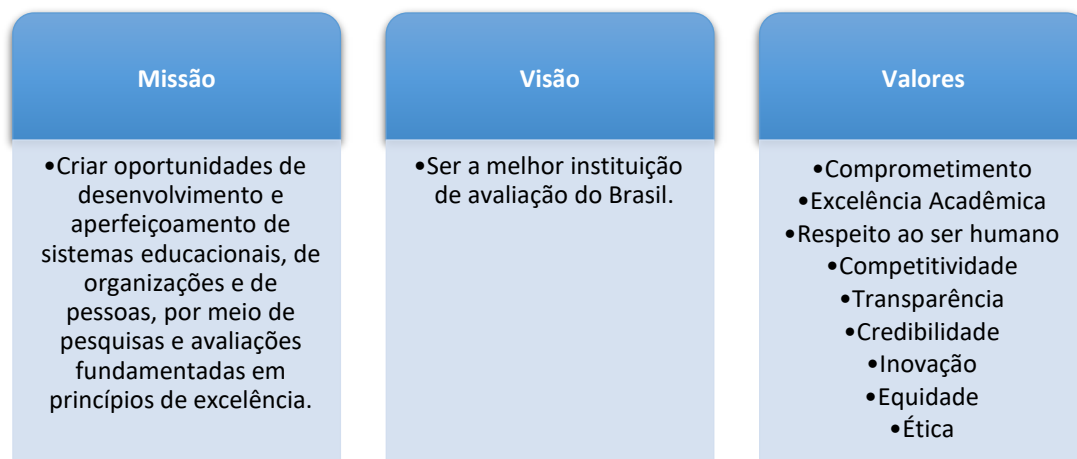 Missão
•Criar oportunidades de
desenvolvimento e
aperfeiçoamento de
sistemas educacionais, de
organizações e de
pessoas, por meio de
pesquisas e avaliações
fundamentadas em
princípios de excelência.
Visão
•Ser a melhor instituição
de avaliação do Brasil.
Valores
•Comprometimento
•Excelência Acadêmica
•Respeito ao ser humano
•Competitividade
•Transparência
•Credibilidade
•Inovação
•Equidade
•Ética